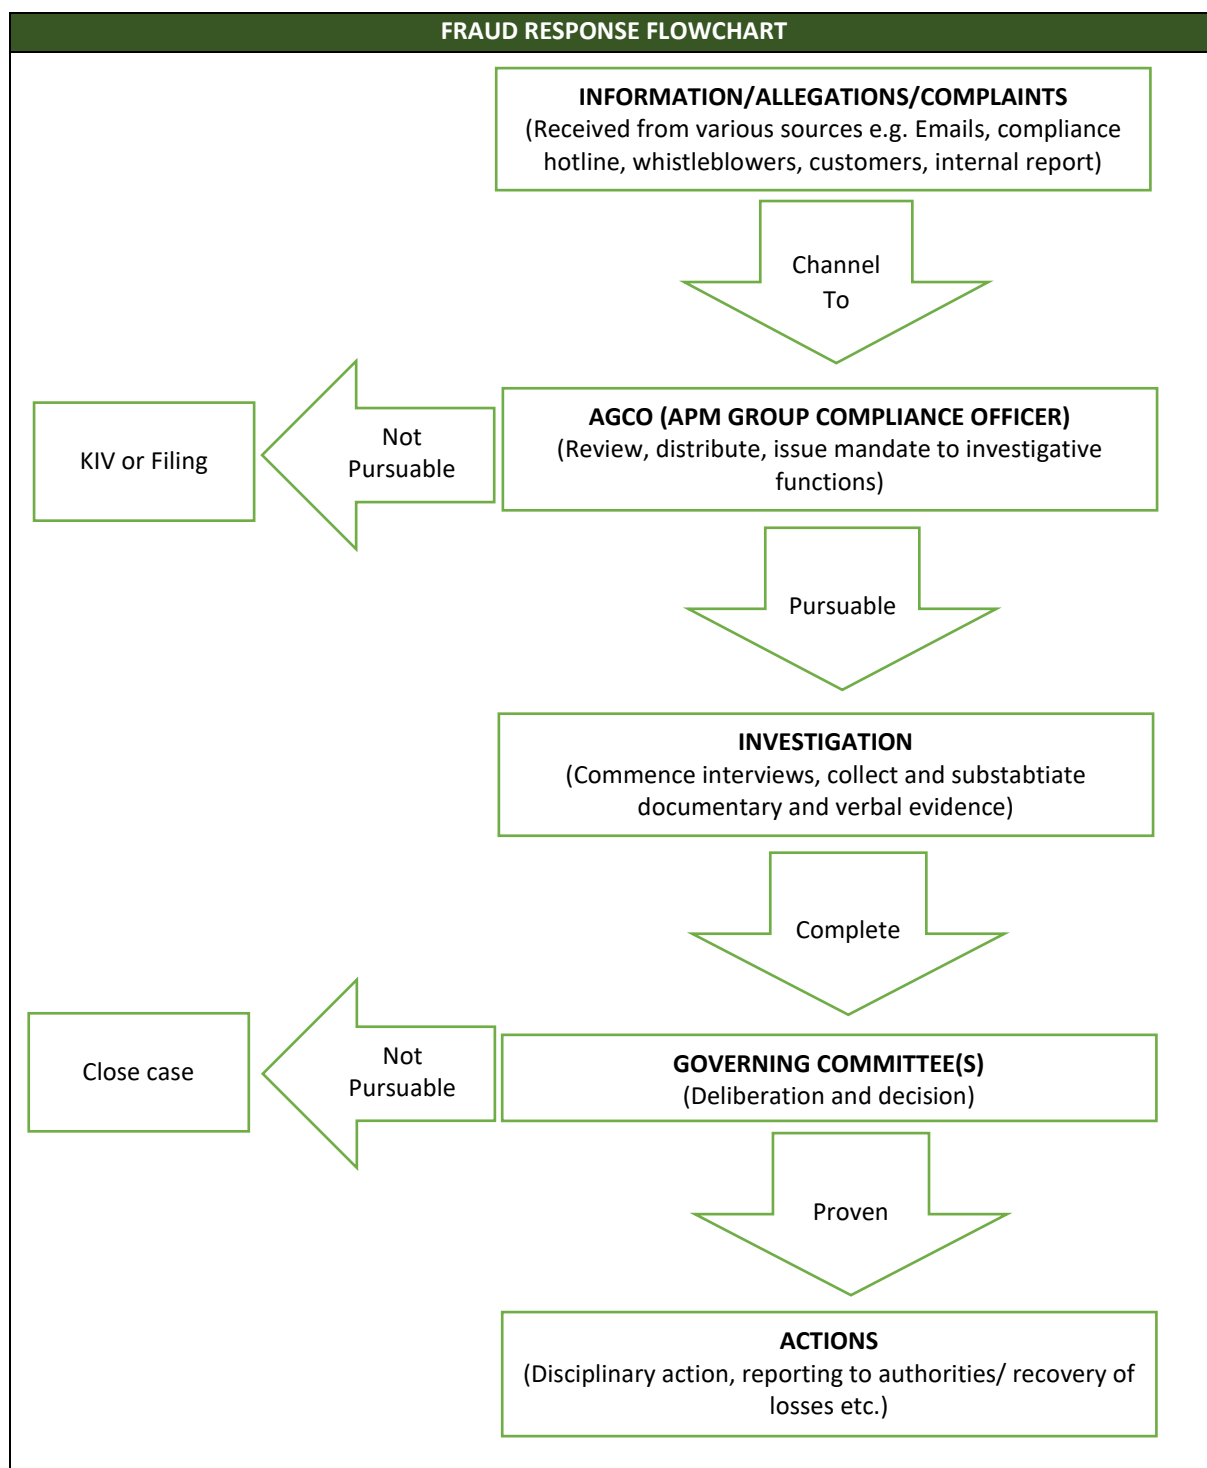 FRAUD RESPONSE FLOWCHART
INFORMATION/ALLEGATIONS/COMPLAINTS
(Received from various sources e.g. Emails, compliance
hotline, whistleblowers, customers, internal report)
Channel
To
AGCO (APM GROUP COMPLIANCE OFFICER)
(Review, distribute, issue mandate to investigative
functions)
Not
Pursuable
KIV or Filing
Pursuable
INVESTIGATION
(Commence interviews, collect and substabtiate
documentary and verbal evidence)
Complete
GOVERNING COMMITTEE(S)
(Deliberation and decision)
Not
Pursuable
Close case
Proven
ACTIONS
(Disciplinary action, reporting to authorities/ recovery of
losses etc.)